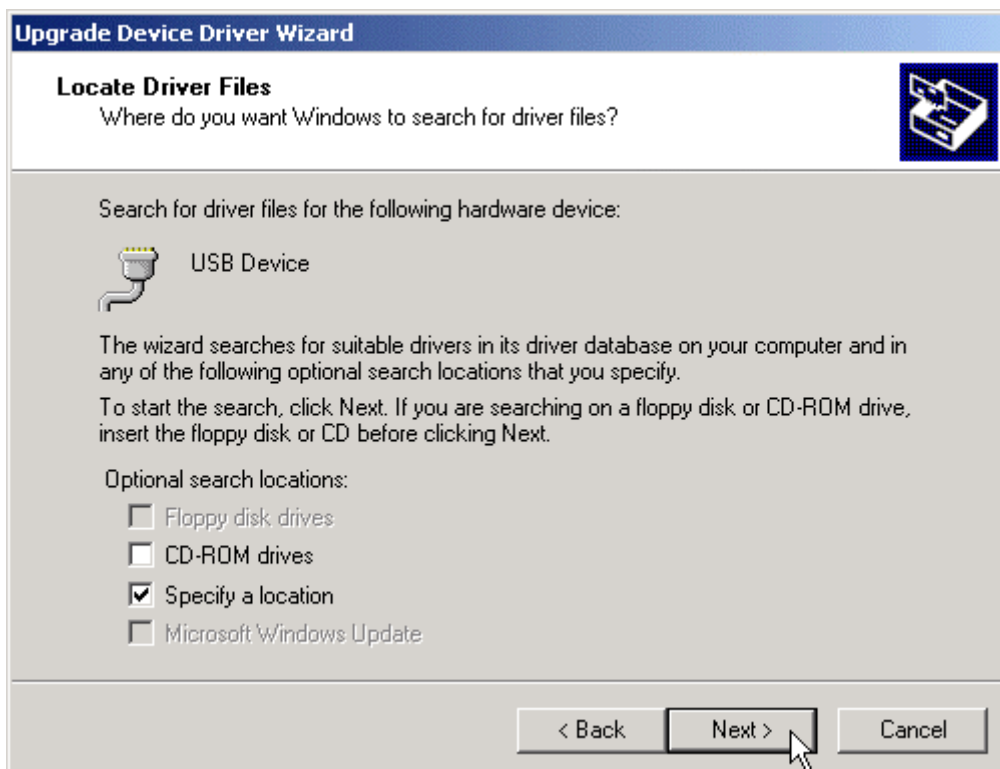 Upgrade Device Driver Wizard
Locate Driver Files
Where do you want Windows to search for driver files?
Search for driver files for the following hardware device:
USB Device
The wizard searches for suitable drivers in its driver database on your computer and in
any of the following optional search locations that you specify.
To start the search, click Next. If you are searching on a floppy disk or CD-ROM drive,
insert the floppy disk or CD before clicking Next.
Optional search locations:
Floppy disk drives
CD-ROM drives
Specify a location
Microsoft Windows Update
< Back Next > Cancel